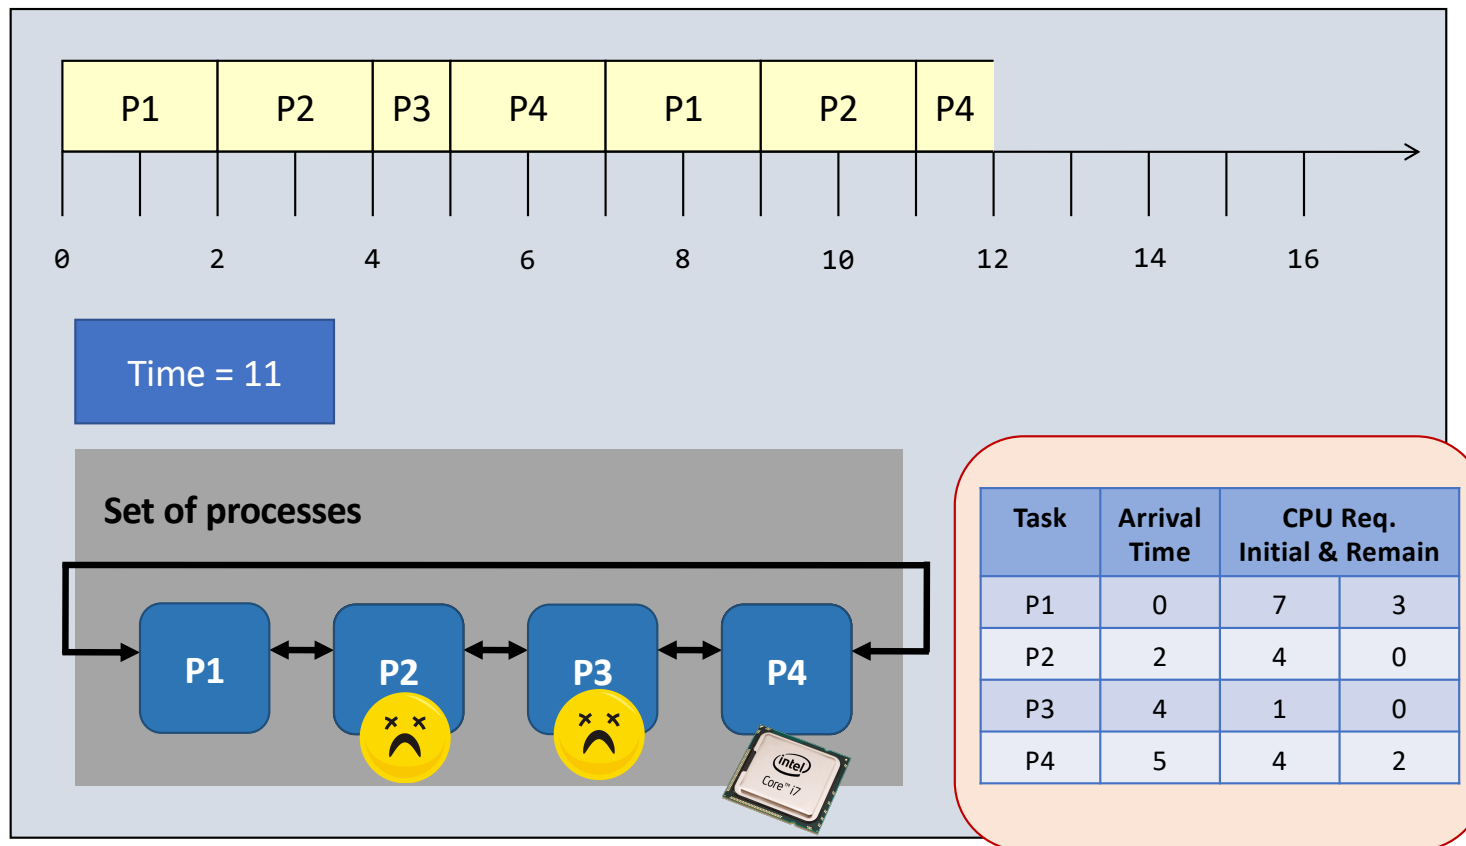 P1 P2 P3 P4 P1 P2 P4
0 2 4 6 8 10 12 14 16
Time = 11
Set of processes
P1 P2 P3 P4
intel
Core™ i7
Task Arrival Time CPU Req. Initial & Remain
P1 0 7 3
P2 2 4 0
P3 4 1 0
P4 5 4 2